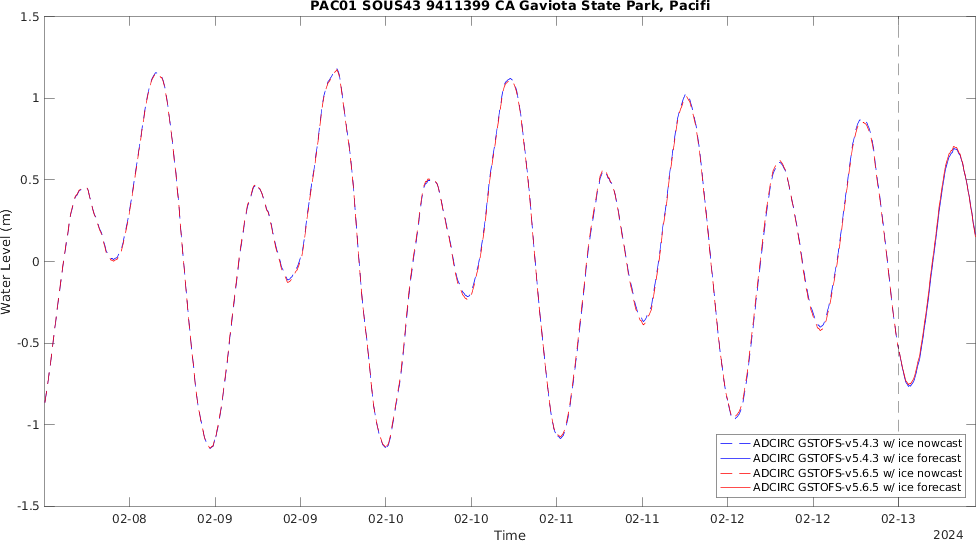 PAC01 SOUS43 9411399 CA Gaviota State Park, Pacifi
1.5
1
0.5
0
-0.5
-1
-1.5
Water Level (m)
ADCIRC GSTOFS-v5.4.3 w/ ice nowcast
ADCIRC GSTOFS-v5.4.3 w/ ice forecast
ADCIRC GSTOFS-v5.6.5 w/ ice nowcast
ADCIRC GSTOFS-v5.6.5 w/ ice forecast
02-08 02-09 02-09 02-10 02-10 02-11 02-11 02-12 02-12 02-13
Time
2024